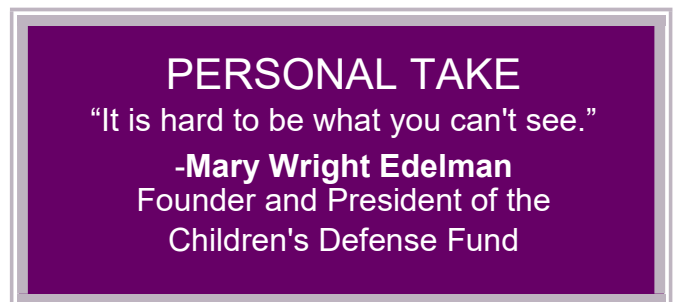 PERSONAL TAKE
“It is hard to be what you can't see.”
-Mary Wright Edelman
Founder and President of the
Children's Defense Fund